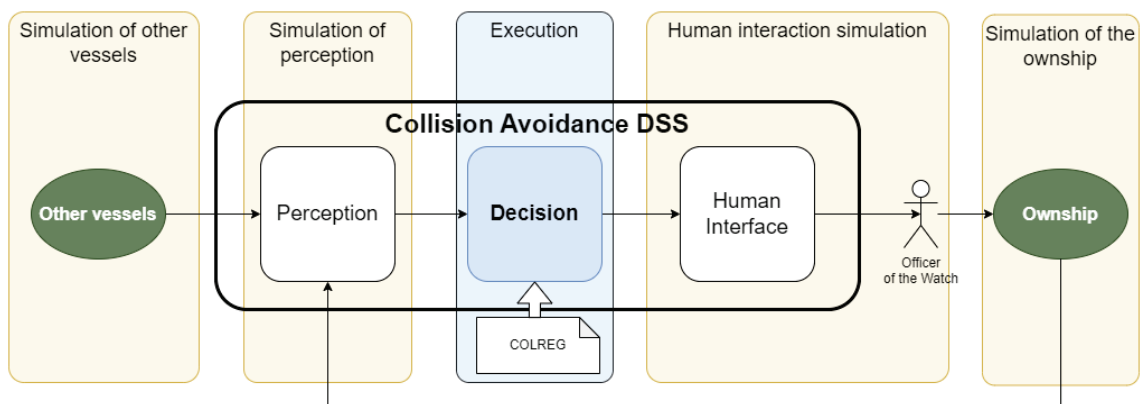 Simulation of other
vessels
Simulation of
perception
Execution
Human interaction simulation
Simulation of the
ownship
Collision Avoidance DSS
Other vessels
Perception
Decision
Human
Interface
Officer
of the Watch
Ownship
COLREG